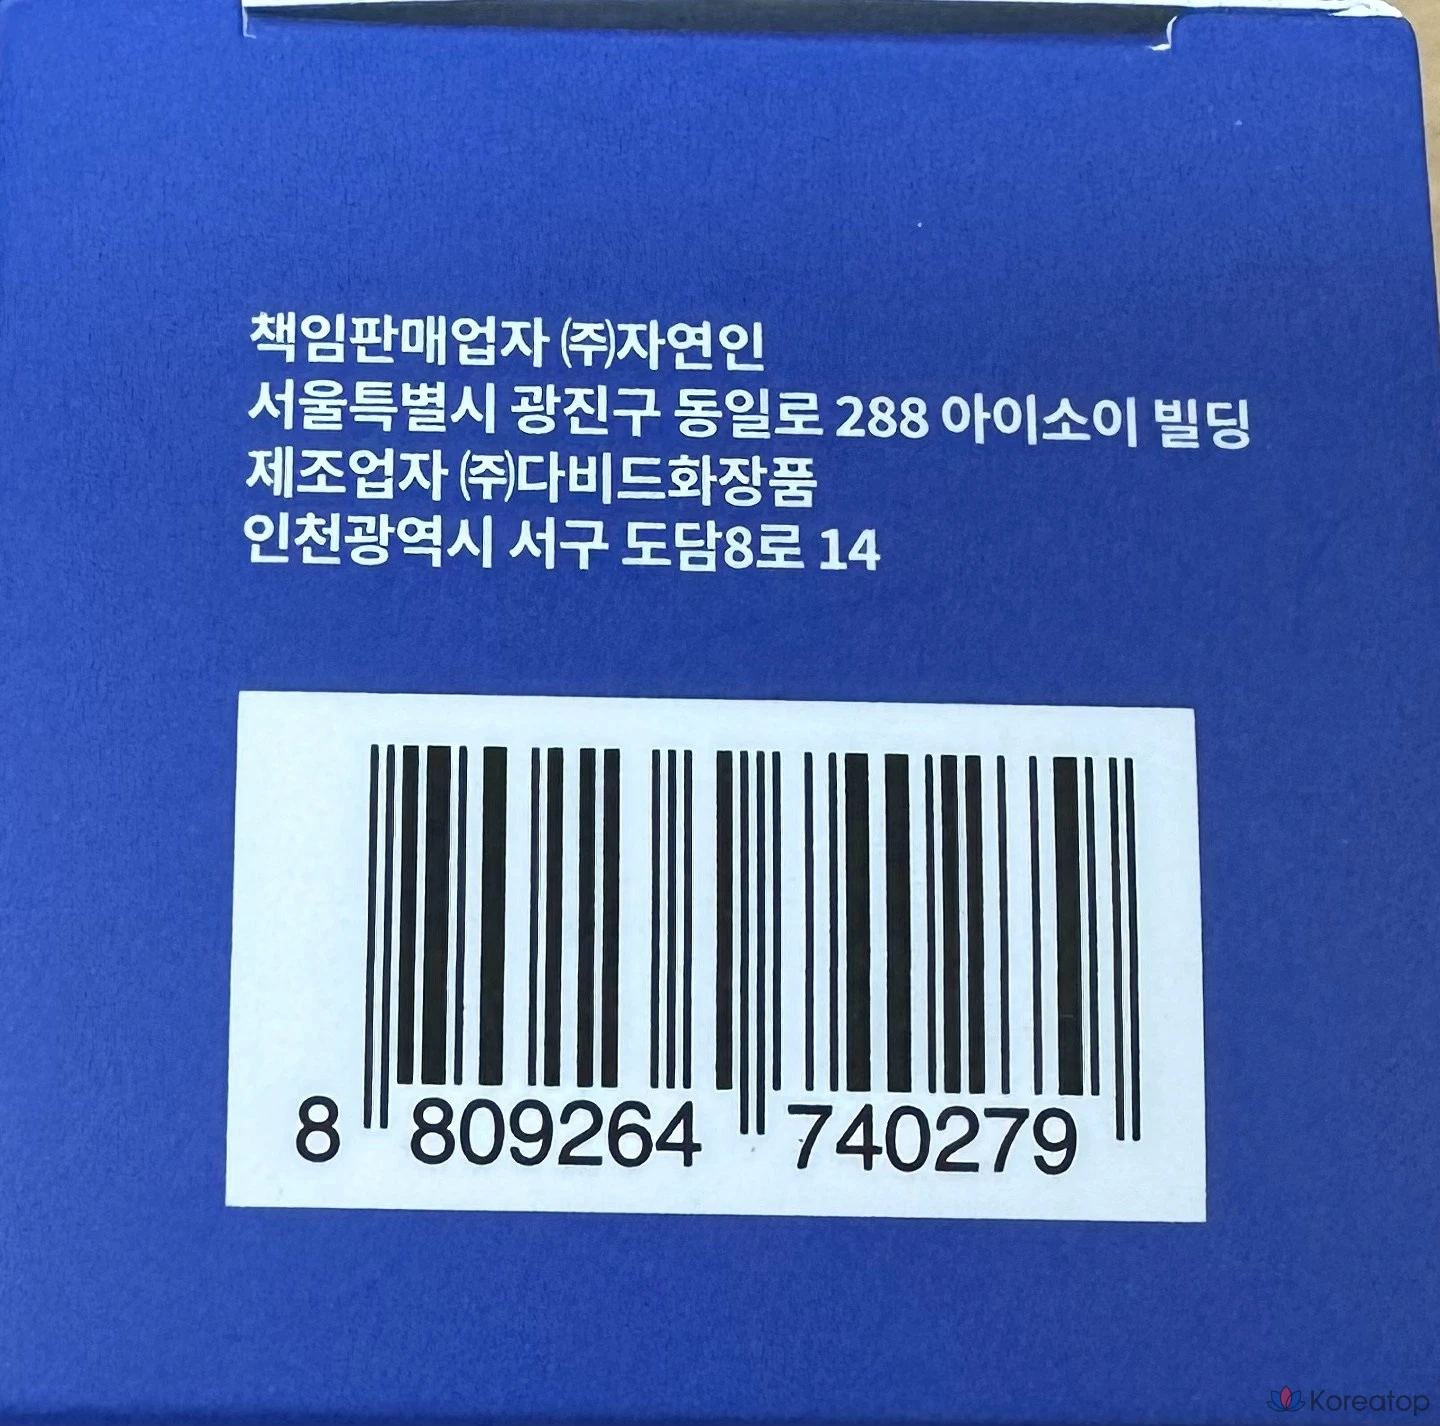 책임판매업자 ㈜자연인
서울특별시 광진구 동일로 288 아이소이 빌딩
제조업자 ㈜다비드화장품
인천광역시 서구 도담8로 14
8 809264 740279
Koreatop